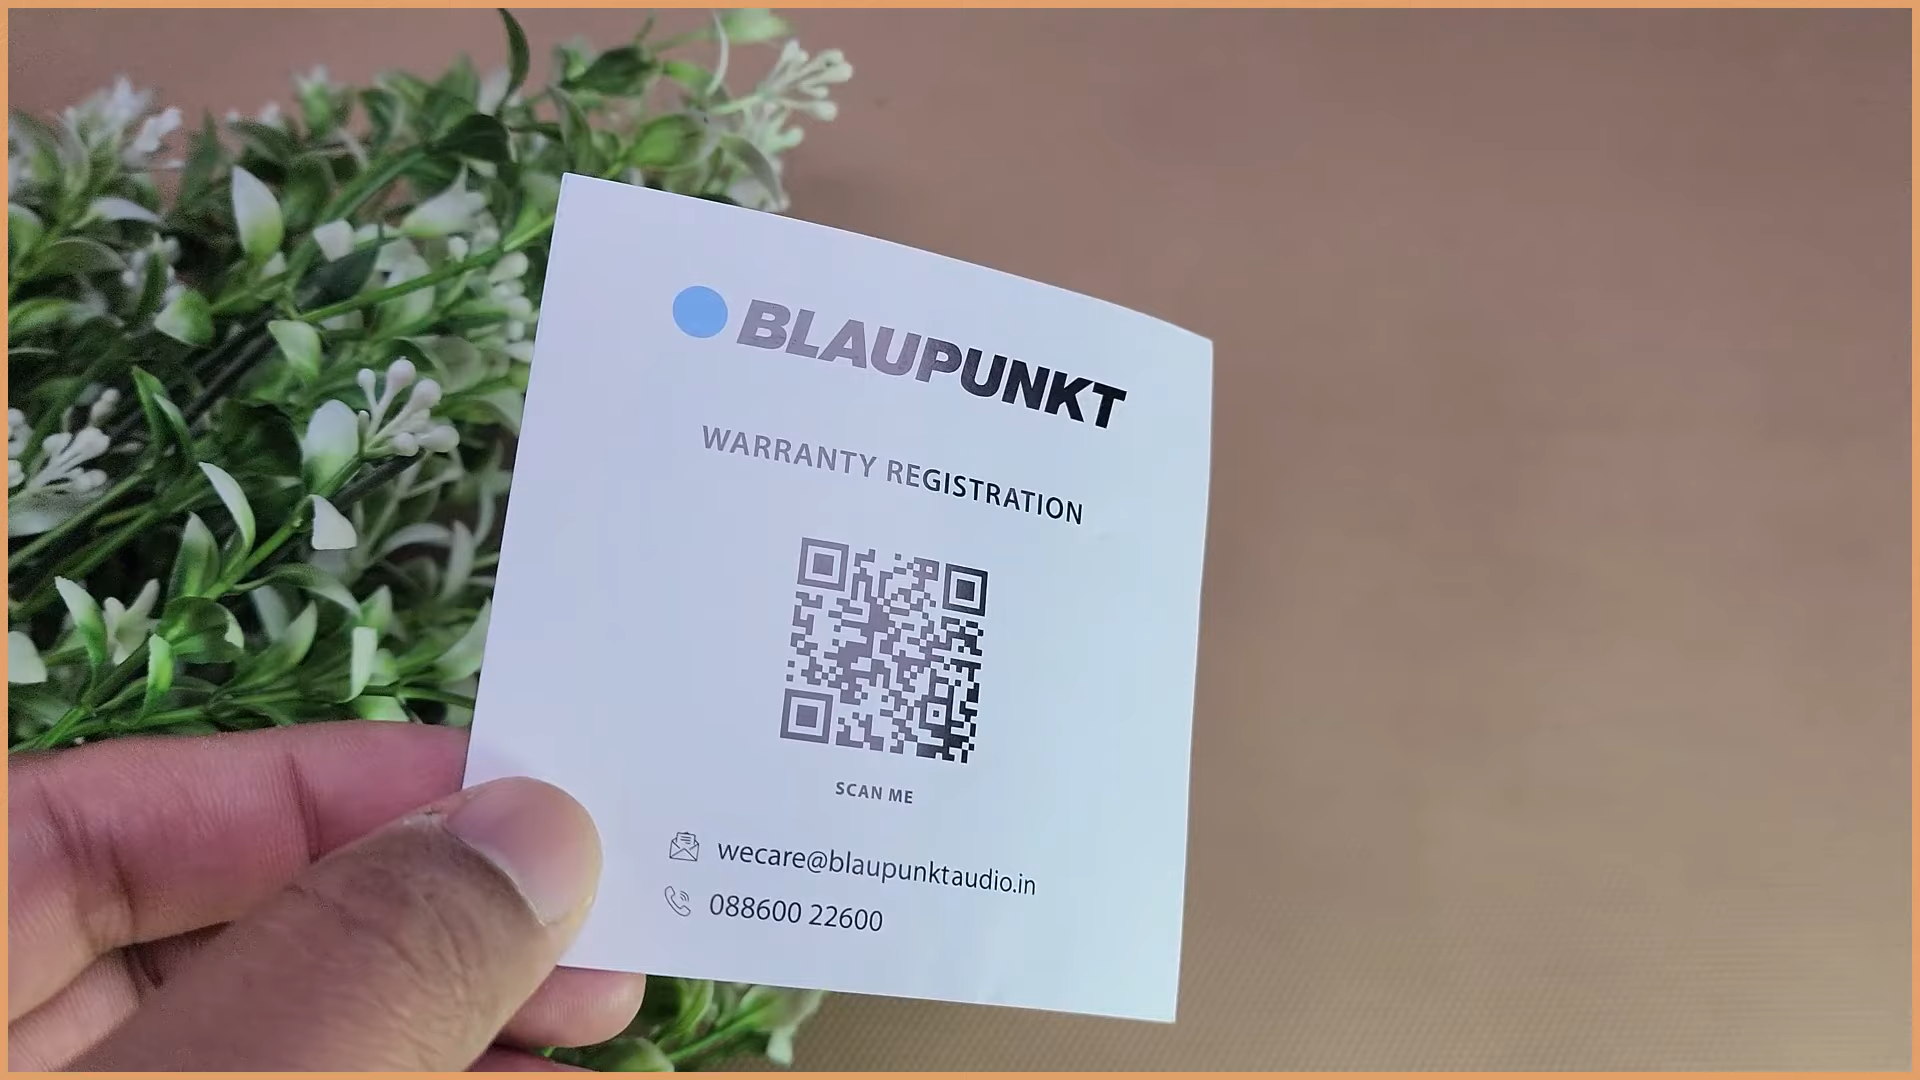 BLAUPUNKT
WARRANTY REGISTRATION
SCAN ME
wecare@blaupunktaudio.in
088600 22600